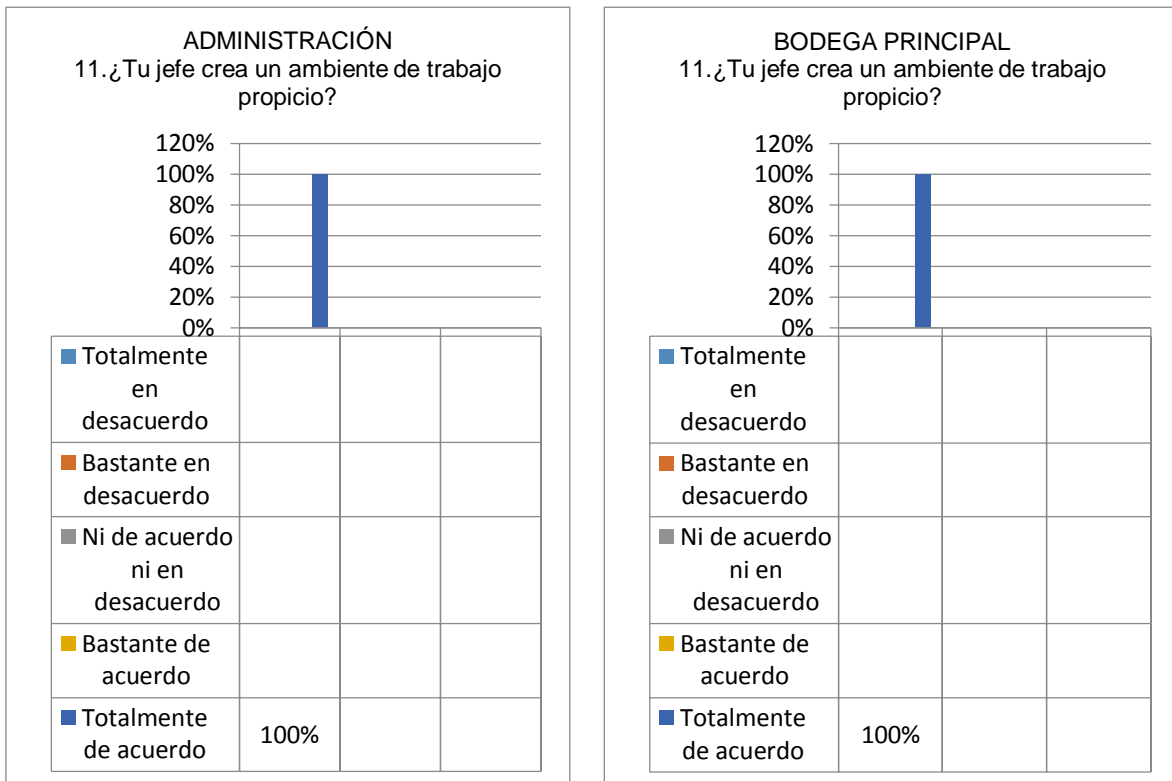 ADMINISTRACIÓN
11.¿Tu jefe crea un ambiente de trabajo
propicio?
120%
100%
80%
60%
40%
20%
0%
Totalmente
en
desacuerdo
Bastante en
desacuerdo
Ni de acuerdo
ni en
desacuerdo
Bastante de
acuerdo
Totalmente
de acuerdo
100%
BODEGA PRINCIPAL
11.¿Tu jefe crea un ambiente de trabajo
propicio?
120%
100%
80%
60%
40%
20%
0%
Totalmente
en
desacuerdo
Bastante en
desacuerdo
Ni de acuerdo
ni en
desacuerdo
Bastante de
acuerdo
Totalmente
de acuerdo
100%